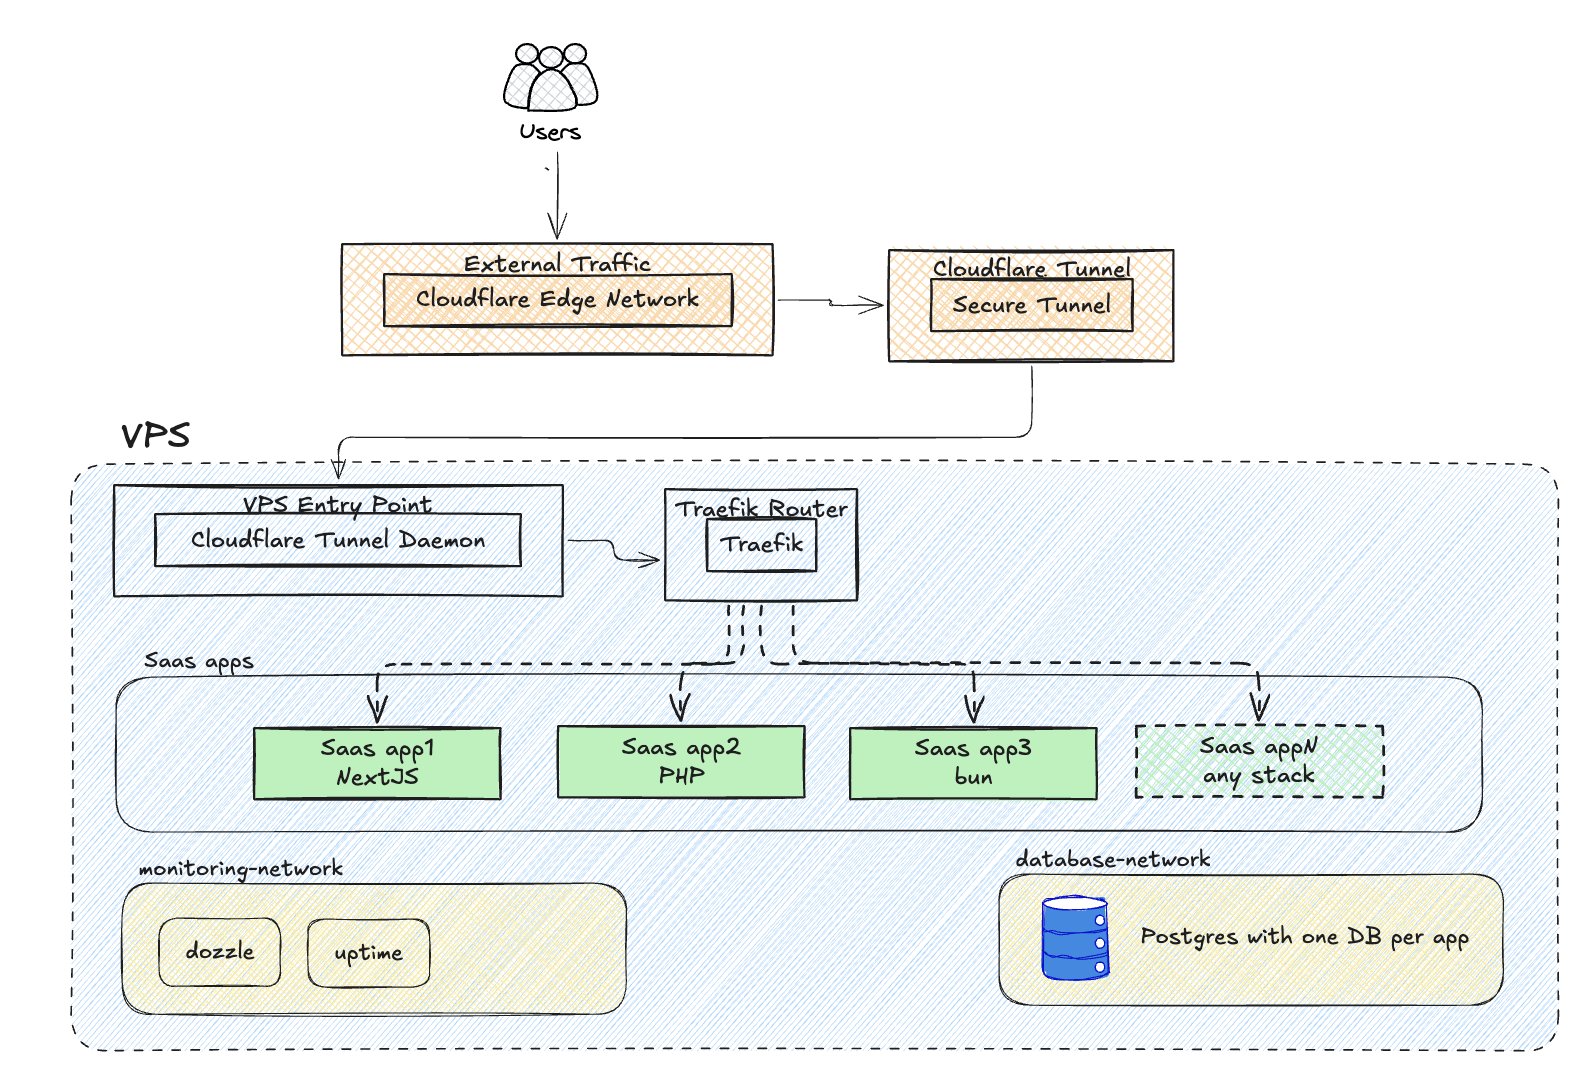 Users
External Traffic
Cloudflare Edge Network
Cloudflare Tunnel
Secure Tunnel
VPS
VPS Entry Point
Cloudflare Tunnel Daemon
Traefik Router
Traefik
Saas apps
Saas app1
NextJS
Saas app2
PHP
Saas app3
bun
Saas appN
any stack
monitoring-network
dozzle
uptime
database-network
Postgres with one DB per app